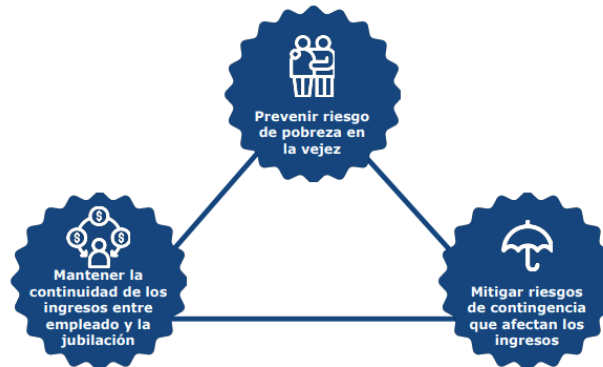 Prevenir riesgo
de pobreza en
la vejez
$
$
$
Mantener la
continuidad de los
ingresos entre
empleado y la
jubilación
Mitigar riesgos
de contingencia
que afectan los
ingresos